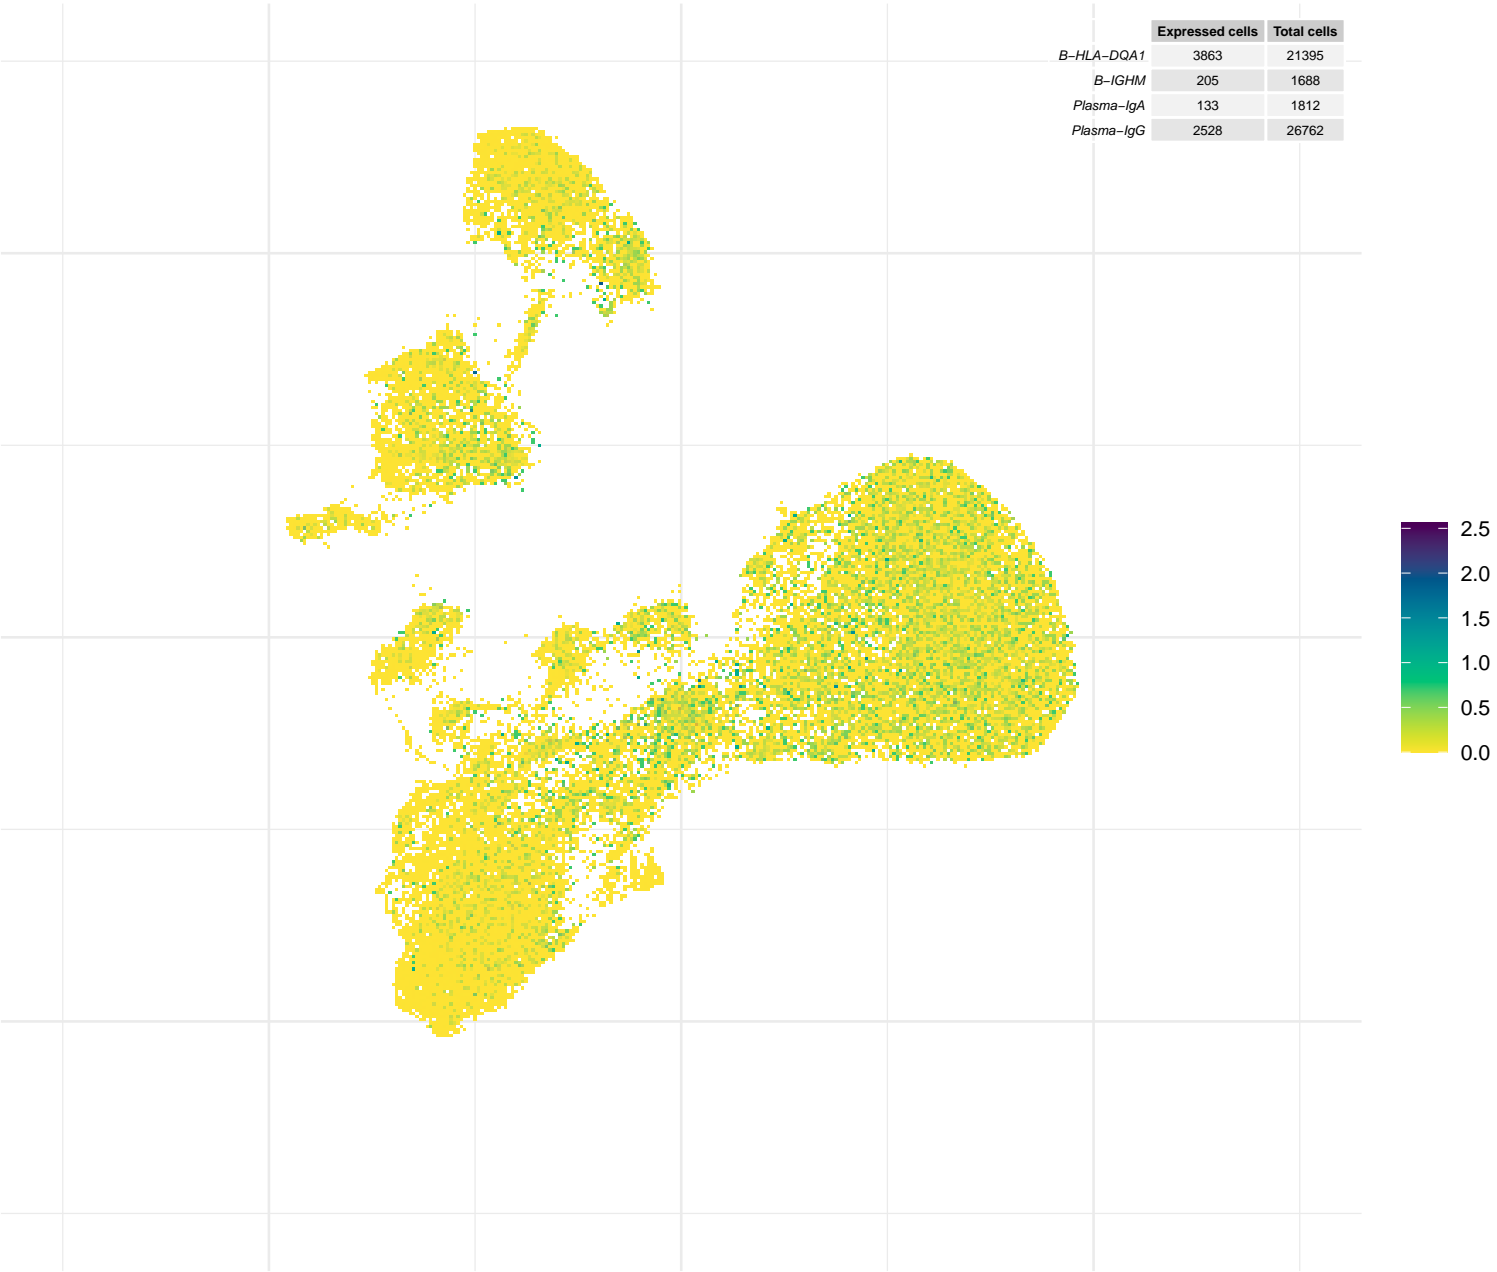 Expressed cells Total cells
B−HLA−DQA1 3863 21395
B−IGHM 205 1688
Plasma−IgA 133 1812
Plasma−IgG 2528 26762
2.5
2.0
1.5
1.0
0.5
0.0